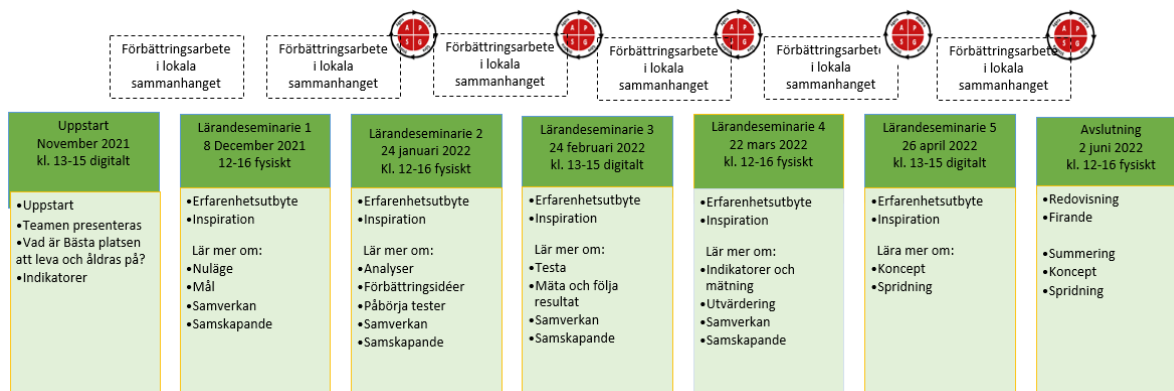 Förbättringsarbete
i lokala
sammanhanget
Förbättringsarbete
i lokala
sammanhanget
Förbättringsarbete
i lokala
sammanhanget
Förbättringsarbete
i lokala
sammanhanget
Förbättringsarbete
i lokala
sammanhanget
Förbättringsarbete
i lokala
sammanhanget
A P
S G
A P
S G
A P
S G
A P
S G
A P
S G
Uppstart
November 2021
kl. 13-15 digitalt
•Uppstart
•Teamen presenteras
•Vad är Bästa platsen
att leva och åldras på?
•Indikatorer
Lärandeseminarie 1
8 December 2021
12-16 fysiskt
•Erfarenhetsutbyte
•Inspiration
Lär mer om:
•Nuläge
•Mål
•Samverkan
•Samskapande
Lärandeseminarie 2
24 januari 2022
Kl. 12-16 fysiskt
•Erfarenhetsutbyte
•Inspiration
Lär mer om:
•Analyser
•Förbättringsidéer
•Påbörja tester
•Samverkan
•Samskapande
Lärandeseminarie 3
24 februari 2022
kl. 13-15 digitalt
•Erfarenhetsutbyte
•Inspiration
Lär mer om:
•Testa
•Mäta och följa
resultat
•Samverkan
•Samskapande
Lärandeseminarie 4
22 mars 2022
kl. 12-16 fysiskt
•Erfarenhetsutbyte
•Inspiration
Lär mer om:
•Indikatorer och
mätning
•Utvärdering
•Samverkan
•Samskapande
Lärandeseminarie 5
26 april 2022
kl. 13-15 digitalt
•Erfarenhetsutbyte
•Inspiration
Lära mer om:
•Koncept
•Spridning
Avslutning
2 juni 2022
kl. 12-16 fysiskt
•Redovisning
•Firande
•Summering
•Koncept
•Spridning